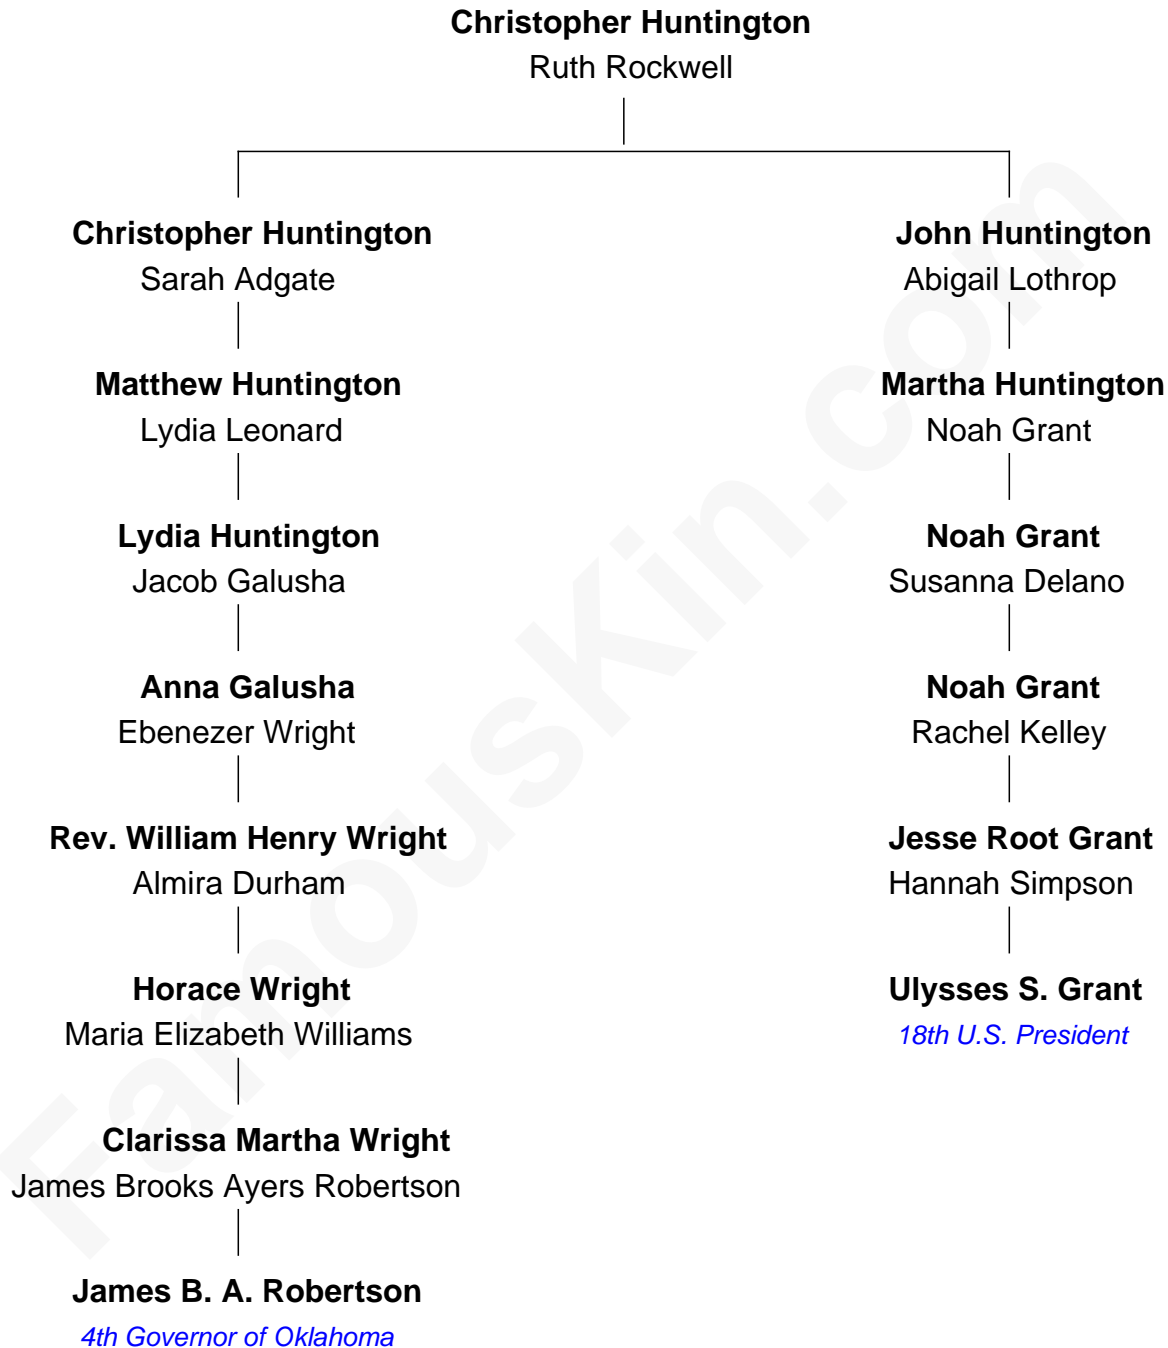 Christopher Huntington
Ruth Rockwell
Christopher Huntington
Sarah Adgate
Matthew Huntington
Lydia Leonard
Lydia Huntington
Jacob Galusha
Anna Galusha
Ebenezer Wright
Rev. William Henry Wright
Almira Durham
Horace Wright
Maria Elizabeth Williams
Clarissa Martha Wright
James Brooks Ayers Robertson
James B. A. Robertson
4th Governor of Oklahoma
John Huntington
Abigail Lothrop
Martha Huntington
Noah Grant
Noah Grant
Susanna Delano
Noah Grant
Rachel Kelley
Jesse Root Grant
Hannah Simpson
Ulysses S. Grant
18th U.S. President
FamousKin.com